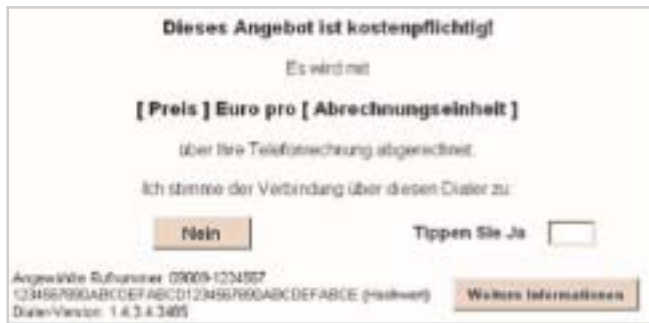 Dieses Angebot ist kostenpflichtig!
Es wird mit
[ Preis ] Euro pro [ Abrechnungseinheit ]
über Ihre Telefonrechnung abgerechnet.
Ich stimme der Verbindung über diesen Dialer zu:
Nein
Tippen Sie Ja
Angewählte Rufnummer: 09009-1234567
1234567890ABCDEFABCD1234567890ABCDEFABCE (Hashwert)
Dialer-Version: 1.4.3.4.3485
Weitere Informationen